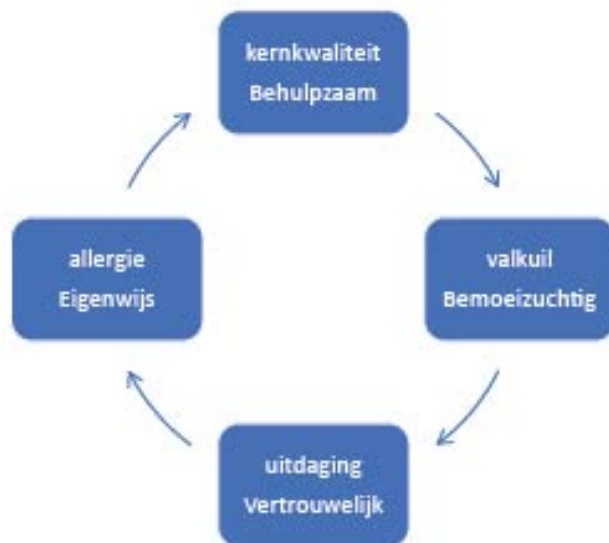 kernkwaliteit
Behulpzaam
allergie
Eigenwijs
valkuil
Bemoeizuchtig
uitdaging
Vertrouwelijk